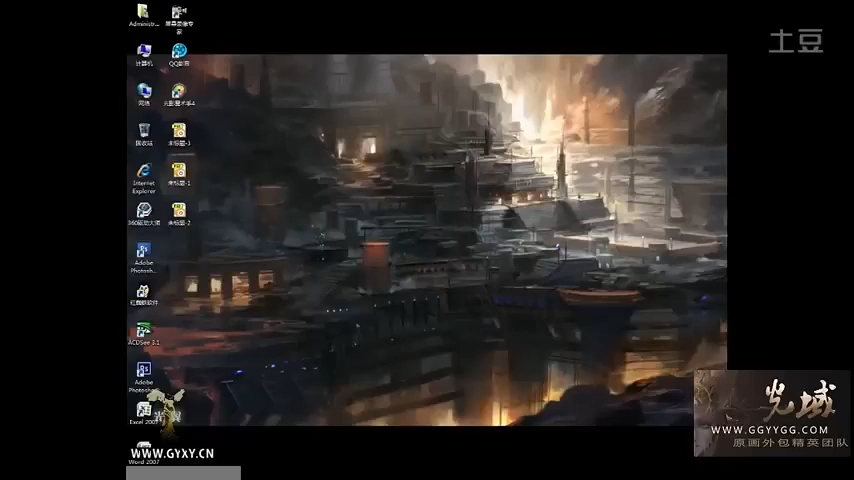 Administr...
屏幕录像专
家
土豆
计算机
QQ影音
网络
光影魔术手4
回收站
未标题-3
Internet
Explorer
未标题-1
360驱动大师
未标题-2
Adobe
Photosh...
红蜘蛛软件
ACDSee 3.1
Adobe
Photosh...
Excel 2007
光翼
Word 2007
WWW.GYXY.CN
光域
WWW.GGYYGG.COM
原画外包精英团队